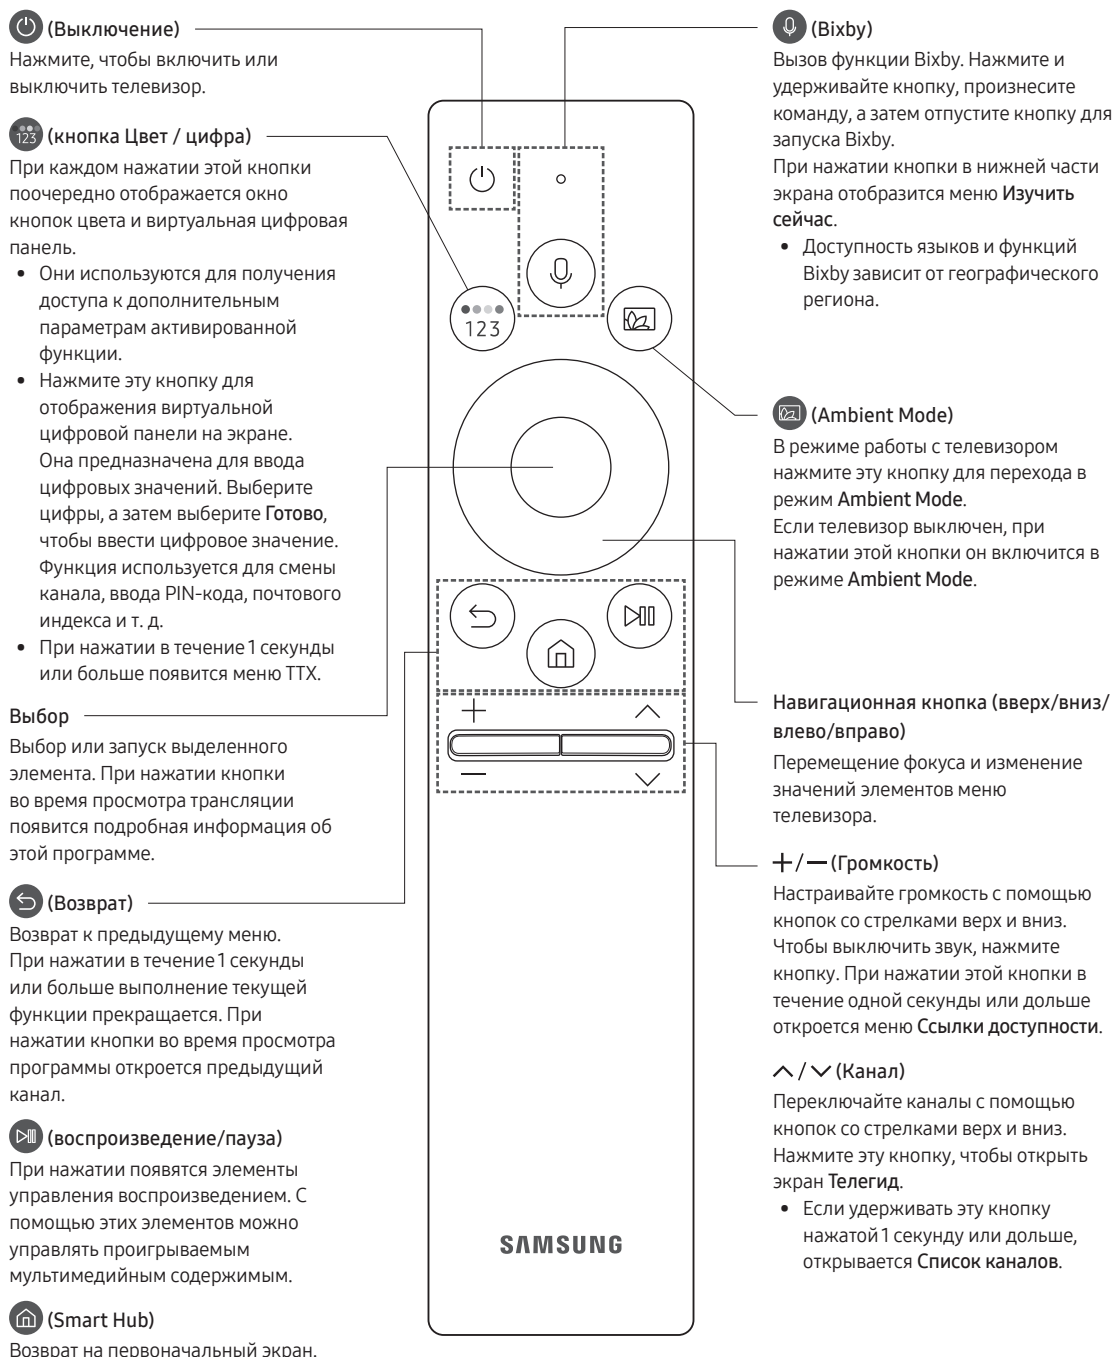 (Выключение)
Нажмите, чтобы включить или
выключить телевизор.
123 (кнопка Цвет / цифра)
При каждом нажатии этой кнопки
поочередно отображается окно
кнопок цвета и виртуальная цифровая
панель.
• Они используются для получения
доступа к дополнительным
параметрам активированной
функции.
• Нажмите эту кнопку для
отображения виртуальной
цифровой панели на экране.
Она предназначена для ввода
цифровых значений. Выберите
цифры, а затем выберите Готово,
чтобы ввести цифровое значение.
Функция используется для смены
канала, ввода PIN-кода, почтового
индекса и т. д.
• При нажатии в течение 1 секунды
или больше появится меню TTX.
Выбор
Выбор или запуск выделенного
элемента. При нажатии кнопки
во время просмотра трансляции
появится подробная информация об
этой программе.
(Возврат)
Возврат к предыдущему меню.
При нажатии в течение 1 секунды
или больше выполнение текущей
функции прекращается. При
нажатии кнопки во время просмотра
программы откроется предыдущий
канал.
(воспроизведение/пауза)
При нажатии появятся элементы
управления воспроизведением. С
помощью этих элементов можно
управлять проигрываемым
мультимедийным содержимым.
(Smart Hub)
Возврат на первоначальный экран.
123
SAMSUNG
(Bixby)
Вызов функции Bixby. Нажмите и
удерживайте кнопку, произнесите
команду, а затем отпустите кнопку для
запуска Bixby.
При нажатии кнопки в нижней части
экрана отобразится меню Изучить
сейчас.
• Доступность языков и функций
Bixby зависит от географического
региона.
(Ambient Mode)
В режиме работы с телевизором
нажмите эту кнопку для перехода в
режим Ambient Mode.
Если телевизор выключен, при
нажатии этой кнопки он включится в
режиме Ambient Mode.
Навигационная кнопка (вверх/вниз/
влево/вправо)
Перемещение фокуса и изменение
значений элементов меню
телевизора.
+ / − (Громкость)
Настраивайте громкость с помощью
кнопок со стрелками верх и вниз.
Чтобы выключить звук, нажмите
кнопку. При нажатии этой кнопки в
течение одной секунды или дольше
откроется меню Ссылки доступности.
∧ / ∨ (Канал)
Переключайте каналы с помощью
кнопок со стрелками верх и вниз.
Нажмите эту кнопку, чтобы открыть
экран Телегид.
• Если удерживать эту кнопку
нажатой 1 секунду или дольше,
открывается Список каналов.